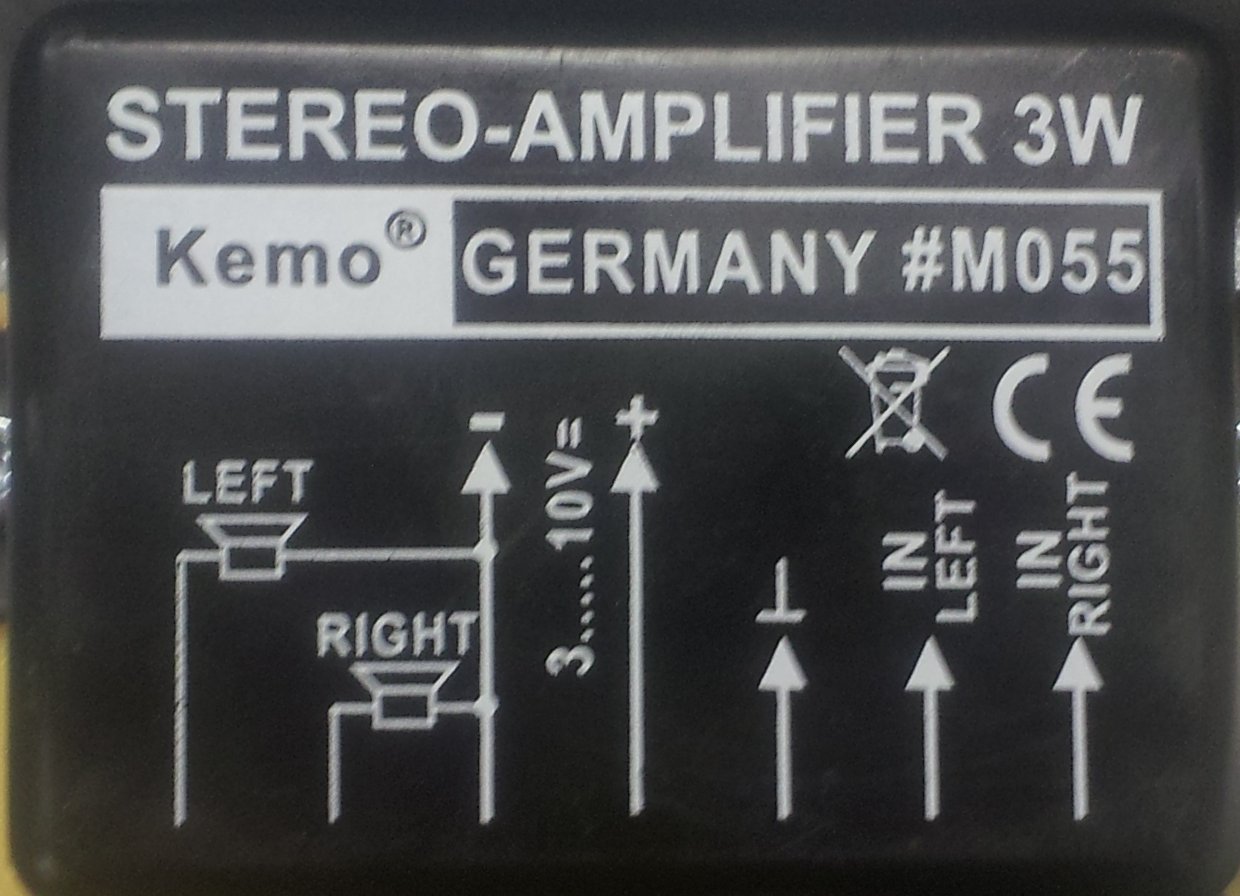 STEREO-AMPLIFIER 3W
Kemo® GERMANY #M055
CE
LEFT
RIGHT
-
3.....10V=
+
IN
LEFT
IN
RIGHT